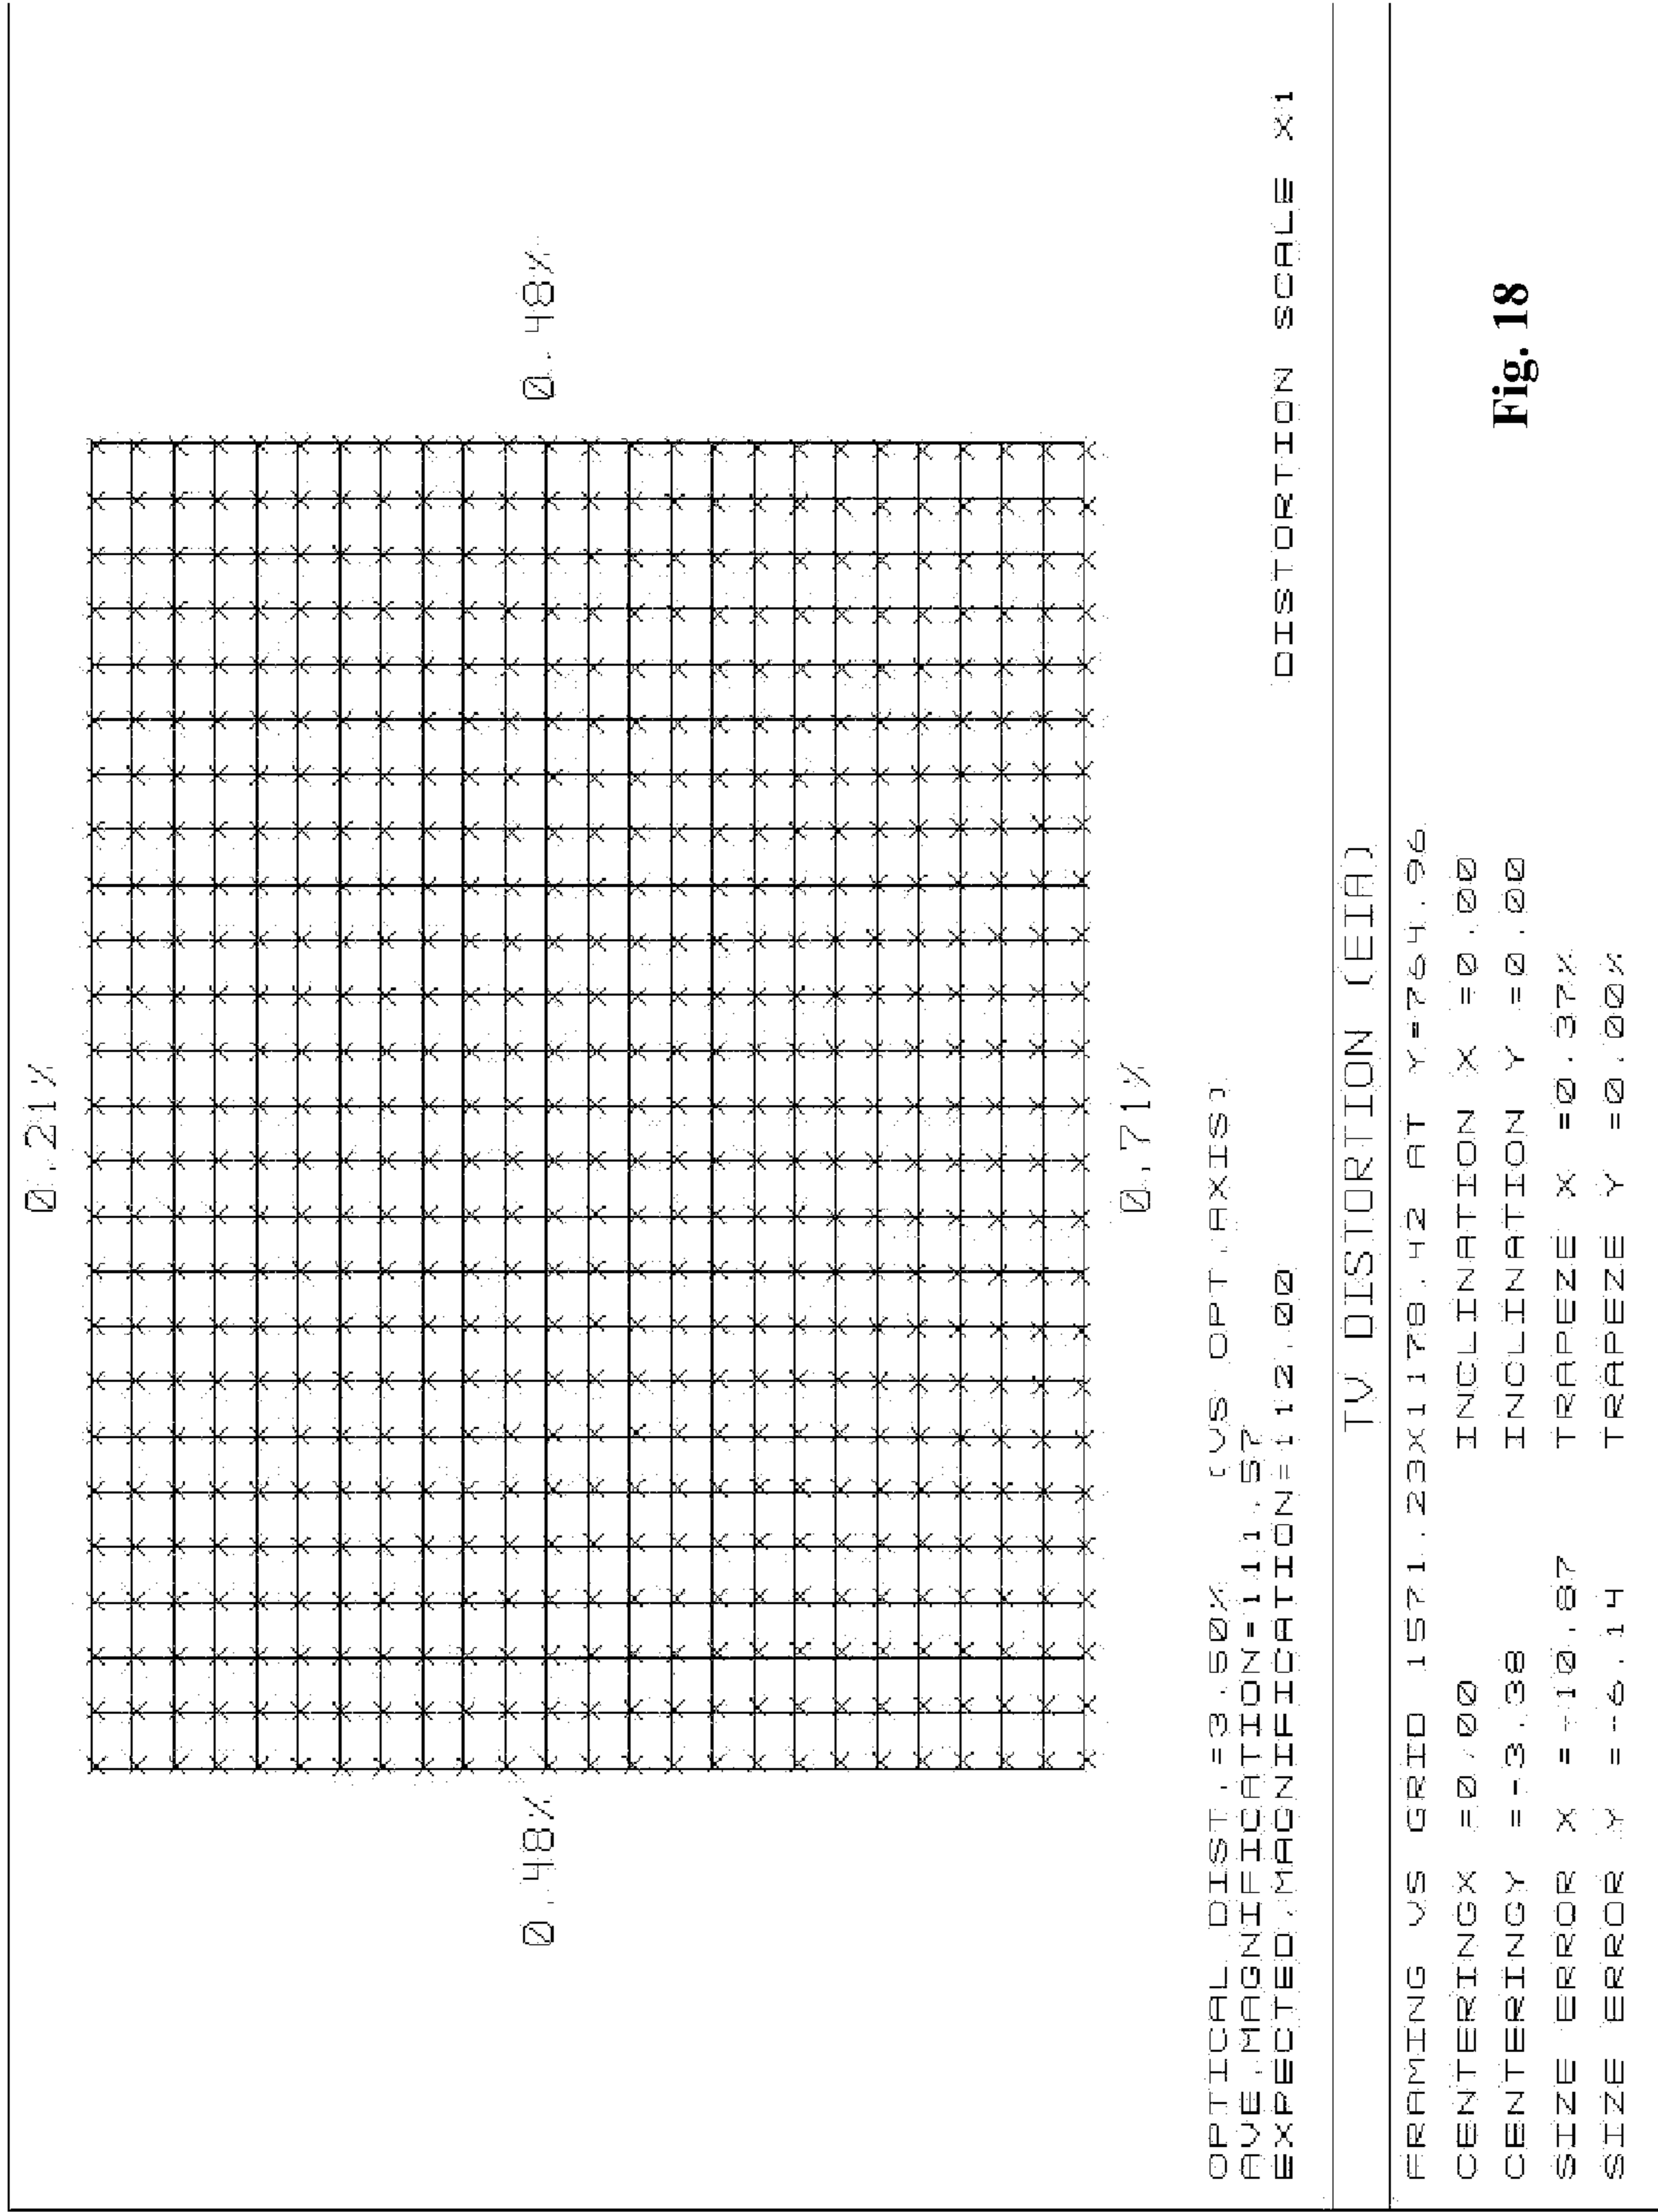 0.21%
0.48%
0.48%
0.71%
OPTICAL DIST.=3.50% (VS OPT.AXIS)
AVE.MAGNIFICATION=111.57
EXPECTED.MAGNIFICATION=112.00
DISTORTION SCALE X1
TV DISTORTION (EIA)
FRAMING VS GRID 1571.23X1178.42 AT Y=764.96
CENTERINGX =0.00 INCLINATION X =0.00
CENTERINGY =-3.38 INCLINATION Y =0.00
SIZE ERROR X =-10.87 TRAPEZE X =0.37%
SIZE ERROR Y =-6.14 TRAPEZE Y =0.00%
Fig. 18